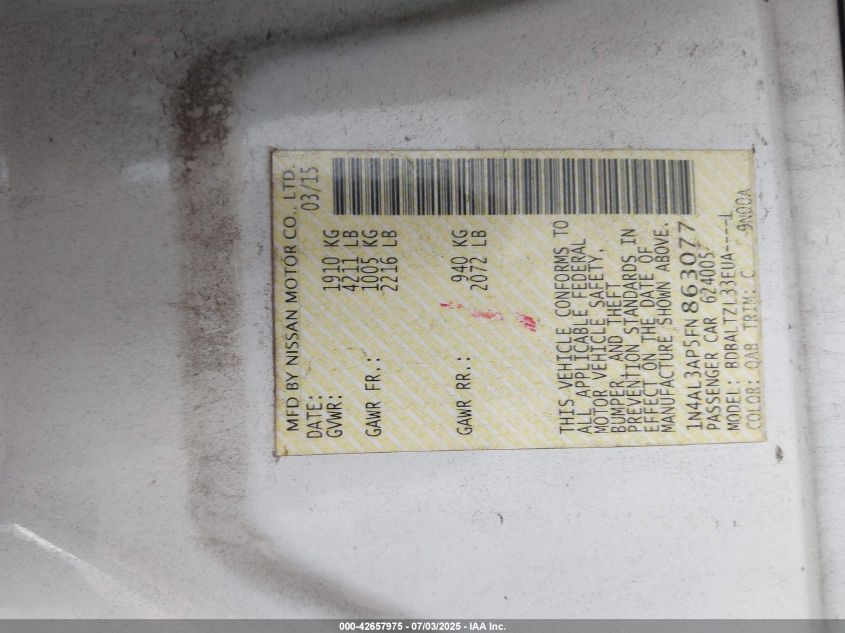 MFD BY NISSAN MOTOR CO., LTD.
DATE: 03/15
GVWR: 1910 KG
4211 LB
GAWR FR.: 1005 KG
2216 LB
GAWR RR.: 940 KG
2072 LB
THIS VEHICLE CONFORMS TO
ALL APPLICABLE FEDERAL
MOTOR VEHICLE SAFETY,
BUMPER, AND THEFT
PREVENTION STANDARDS IN
EFFECT ON THE DATE OF
MANUFACTURE SHOWN ABOVE.
1N4AL3AP5FN863077
PASSENGER CAR 624005
MODEL: BDBALTZL33EUA----L
COLOR: QAB TRIM: C 9N00A
000-42657975 - 07/03/2025 - IAA Inc.